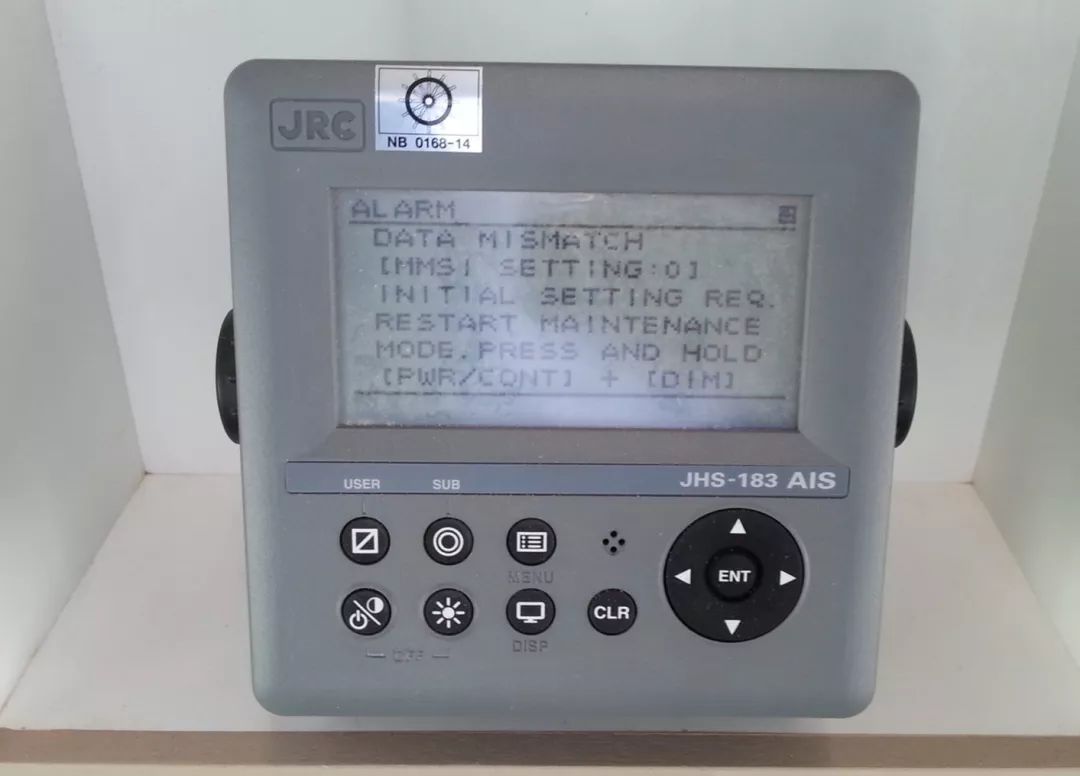 JRC
NB 0168-14
ALARM
DATA MISMATCH
[MMSI SETTING:0]
INITIAL SETTING REQ.
RESTART MAINTENANCE
MODE.PRESS AND HOLD
[PWR/CONT] + [DIM]
JHS-183 AIS
USER SUB
MENU
ENT
CLR
OFF
DISP